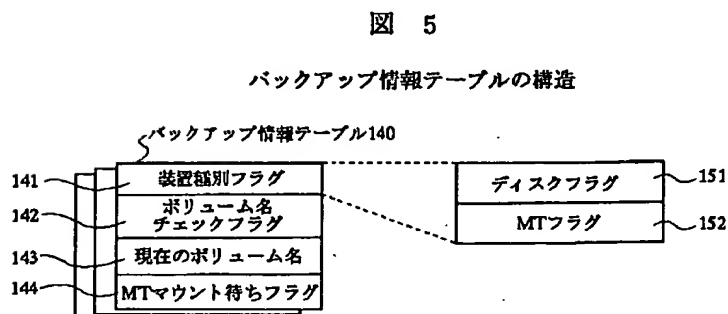 図 5
バックアップ情報テーブルの構造
バックアップ情報テーブル140
141
装置種別フラグ
142
ボリューム名
チェックフラグ
143
現在のボリューム名
144
MTマウント待ちフラグ
ディスクフラグ
151
MTフラグ
152